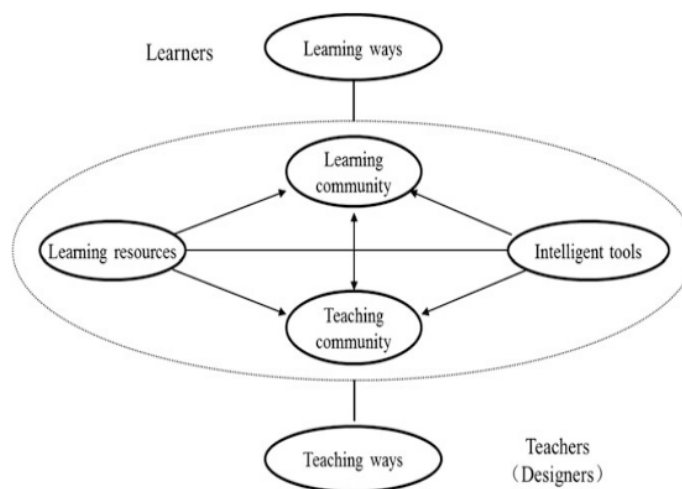 Learners
Learning ways
Learning
community
Learning resources
Intelligent tools
Teaching
community
Teaching ways
Teachers
（Designers）